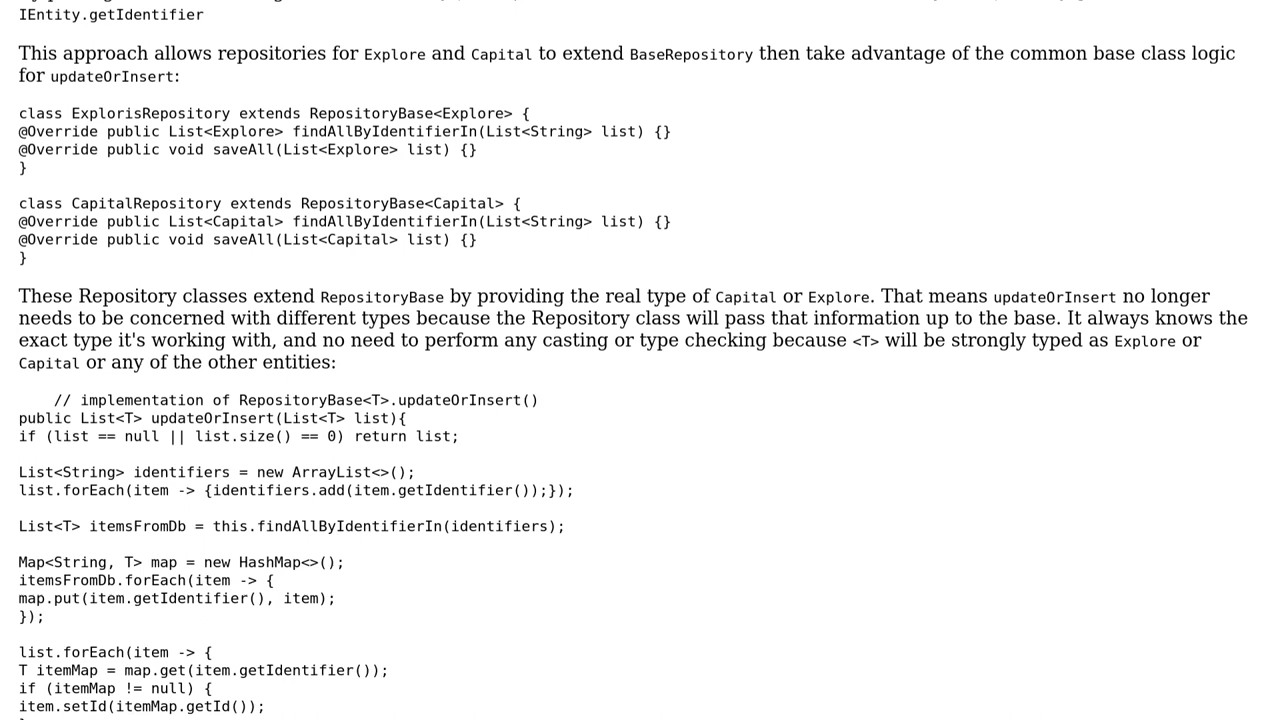 IEntity.getIdentifier
This approach allows repositories for Explore and Capital to extend BaseRepository then take advantage of the common base class logic
for updateOrInsert:
class ExplorisRepository extends RepositoryBase<Explore> {
@Override public List<Explore> findAllByIdentifierIn(List<String> list) {}
@Override public void saveAll(List<Explore> list) {}
}
class CapitalRepository extends RepositoryBase<Capital> {
@Override public List<Capital> findAllByIdentifierIn(List<String> list) {}
@Override public void saveAll(List<Capital> list) {}
}
These Repository classes extend RepositoryBase by providing the real type of Capital or Explore. That means updateOrInsert no longer
needs to be concerned with different types because the Repository class will pass that information up to the base. It always knows the
exact type it's working with, and no need to perform any casting or type checking because <T> will be strongly typed as Explore or
Capital or any of the other entities:
// implementation of RepositoryBase<T>.updateOrInsert()
public List<T> updateOrInsert(List<T> list){
if (list == null || list.size() == 0) return list;
List<String> identifiers = new ArrayList<>();
list.forEach(item -> {identifiers.add(item.getIdentifier());});
List<T> itemsFromDb = this.findAllByIdentifierIn(identifiers);
Map<String, T> map = new HashMap<>();
itemsFromDb.forEach(item -> {
map.put(item.getIdentifier(), item);
});
list.forEach(item -> {
T itemMap = map.get(item.getIdentifier());
if (itemMap != null) {
item.setId(itemMap.getId());